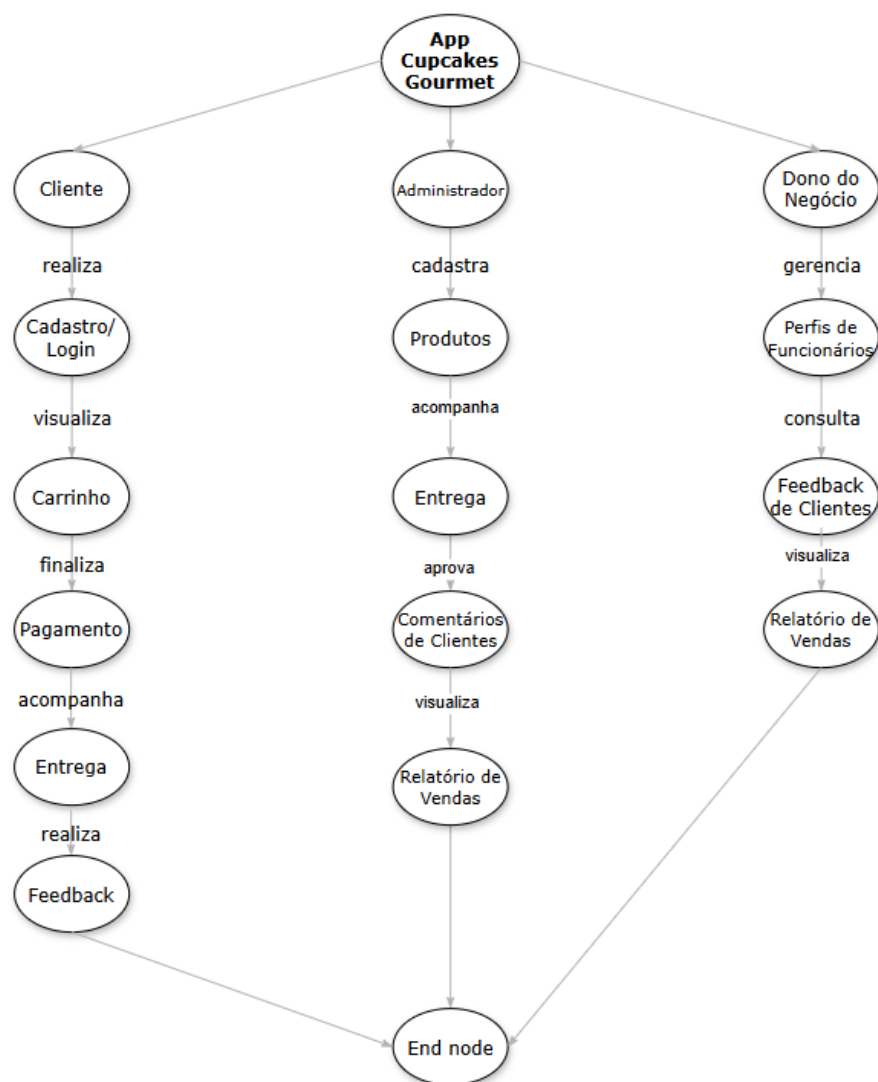 App
Cupcakes
Gourmet
Cliente
Administrador
Dono do
Negócio
realiza
cadastra
gerencia
Cadastro/
Login
Produtos
Perfis de
Funcionários
visualiza
acompanha
consulta
Carrinho
Entrega
Feedback
de Clientes
finaliza
aprova
visualiza
Pagamento
Comentários
de Clientes
Relatório de
Vendas
acompanha
visualiza
Entrega
Relatório de
Vendas
realiza
Feedback
End node